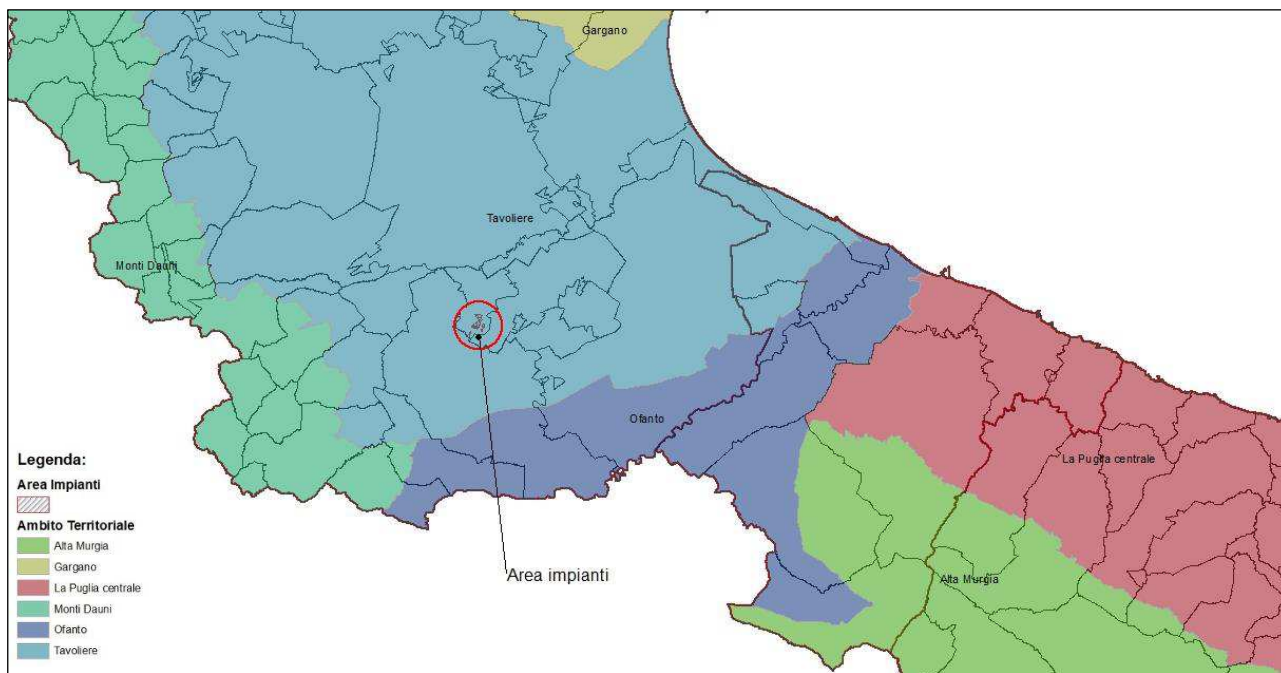 Gargano
Tavoliere
Monti Dauni
Ofanto
La Puglia centrale
Alta Murgia
Area impianti
Legenda:
Area Impianti
Ambito Territoriale
Alta Murgia
Gargano
La Puglia centrale
Monti Dauni
Ofanto
Tavoliere